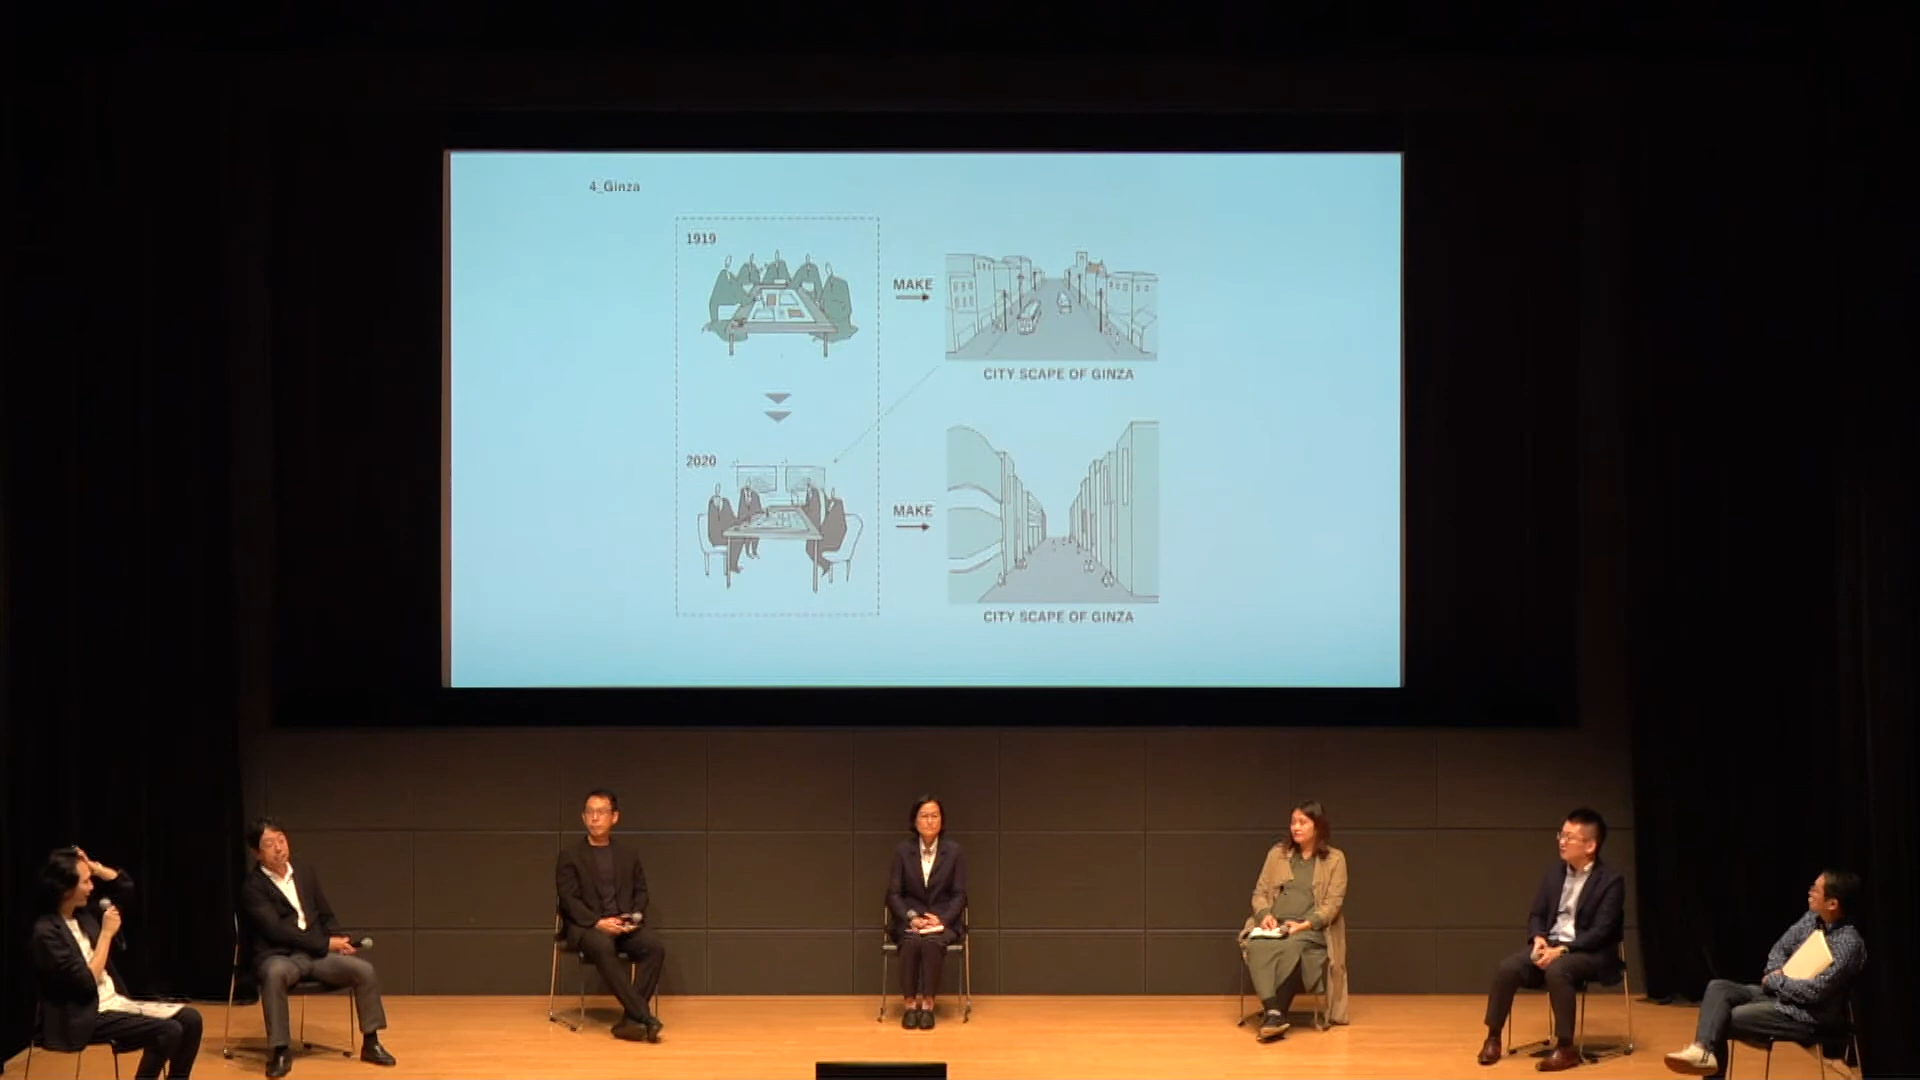 4_Ginza
1919
MAKE
CITY SCAPE OF GINZA
2020
MAKE
CITY SCAPE OF GINZA